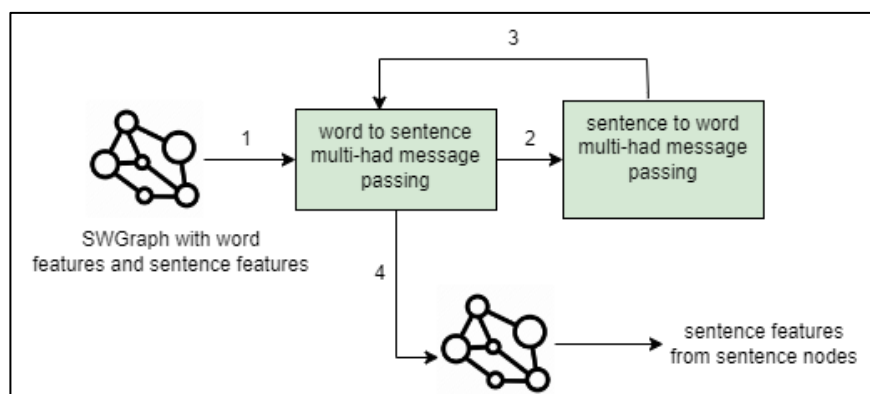 3
1
word to sentence
multi-had message
passing
2
sentence to word
multi-had message
passing
SWGraph with word
features and sentence features
4
sentence features
from sentence nodes